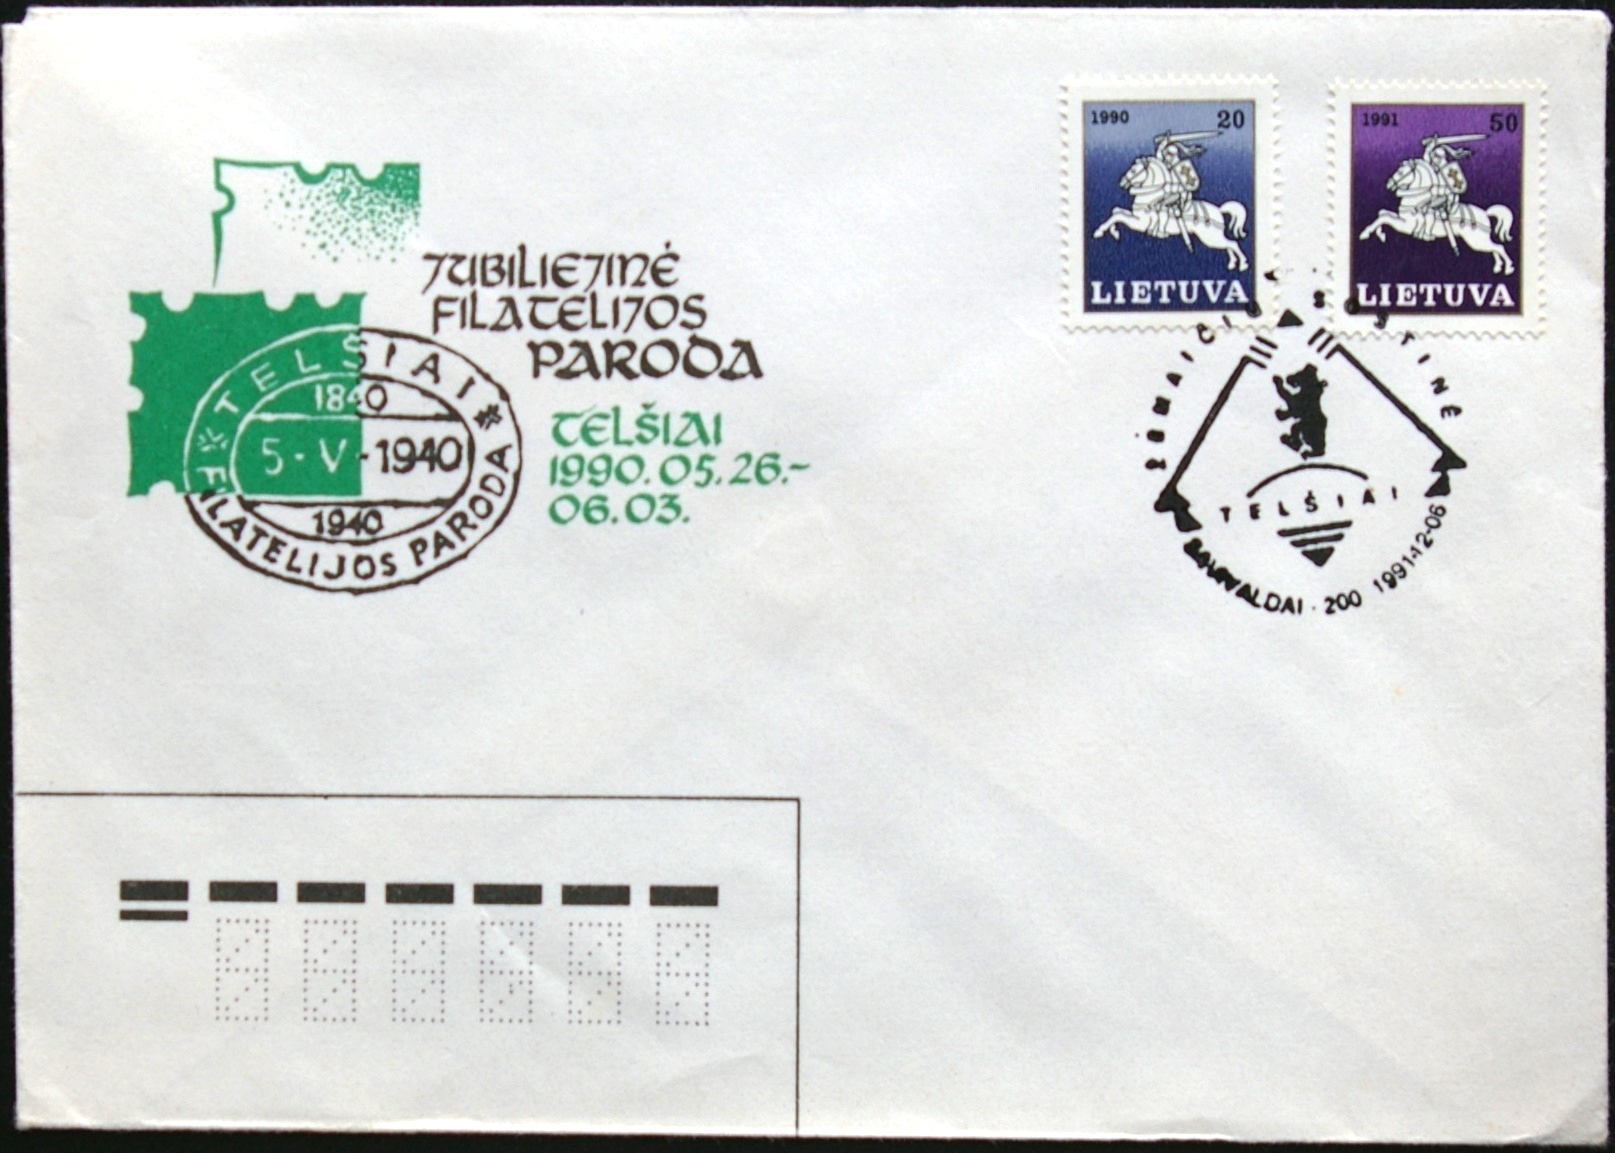 JUBILIEJINĖ
FILATELIJOS
PARODA
TELŠIAI
1990.05.26.-
06.03.
TELŠIAI
1840
5-V-1940
1940
FILATELIJOS PARODA
1990 20
LIETUVA
1991 50
LIETUVA
ŽEMAIČIŲ SOSTINĖ
TELŠIAI
SAVIVALDAI · 200 1991-12-06